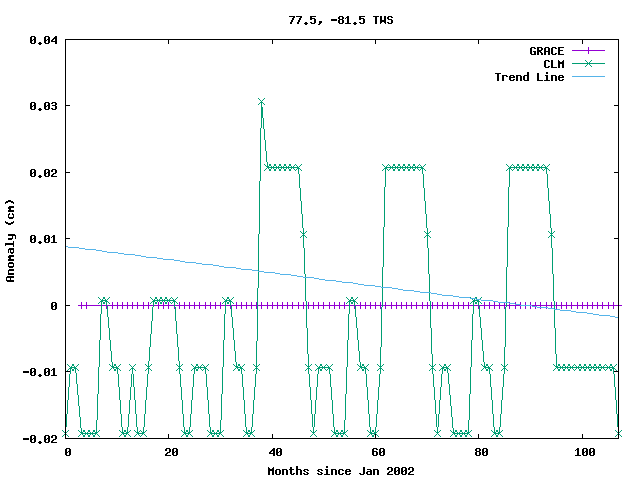 77.5, -81.5 TWS
0.04
GRACE
CLM
Trend Line
0.03
0.02
Anomaly (cm)
0.01
0
-0.01
-0.02
0 20 40 60 80 100
Months since Jan 2002